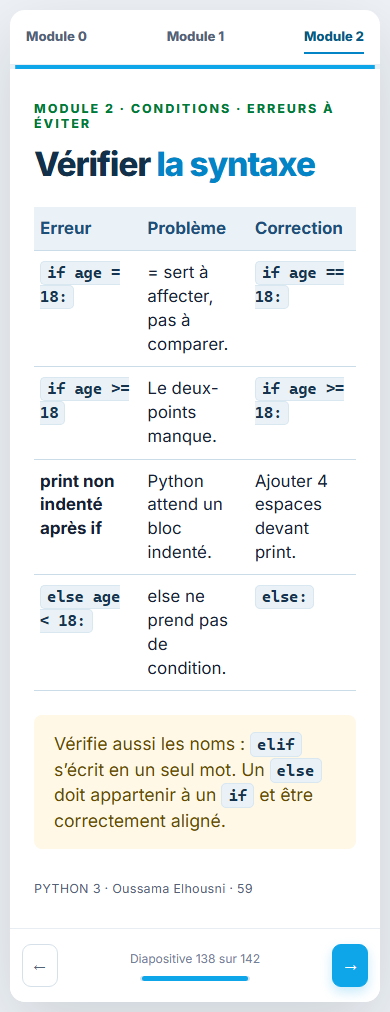 Module 0 Module 1 Module 2
MODULE 2 · CONDITIONS · ERREURS À
ÉVITER
Vérifier la syntaxe
Erreur Problème Correction
if age =
18:
= sert à
affecter,
pas à
comparer.
if age ==
18:
if age >=
18
Le deux-
points
manque.
if age >=
18:
print non
indenté
après if
Python
attend un
bloc
indenté.
Ajouter 4
espaces
devant
print.
else age
< 18:
else ne
prend pas
de
condition.
else:
Vérifie aussi les noms : elif
s’écrit en un seul mot. Un else
doit appartenir à un if et être
correctement aligné.
PYTHON 3 · Oussama Elhousni · 59
← Diapositive 138 sur 142 →